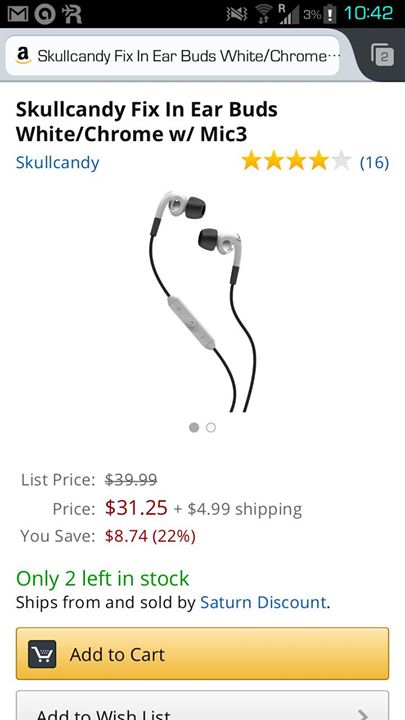 R 3% 10:42
a Skullcandy Fix In Ear Buds White/Chrome··· 2
Skullcandy Fix In Ear Buds
White/Chrome w/ Mic3
Skullcandy (16)
List Price: $39.99
Price: $31.25 + $4.99 shipping
You Save: $8.74 (22%)
Only 2 left in stock
Ships from and sold by Saturn Discount.
Add to Cart
Add to Wish List